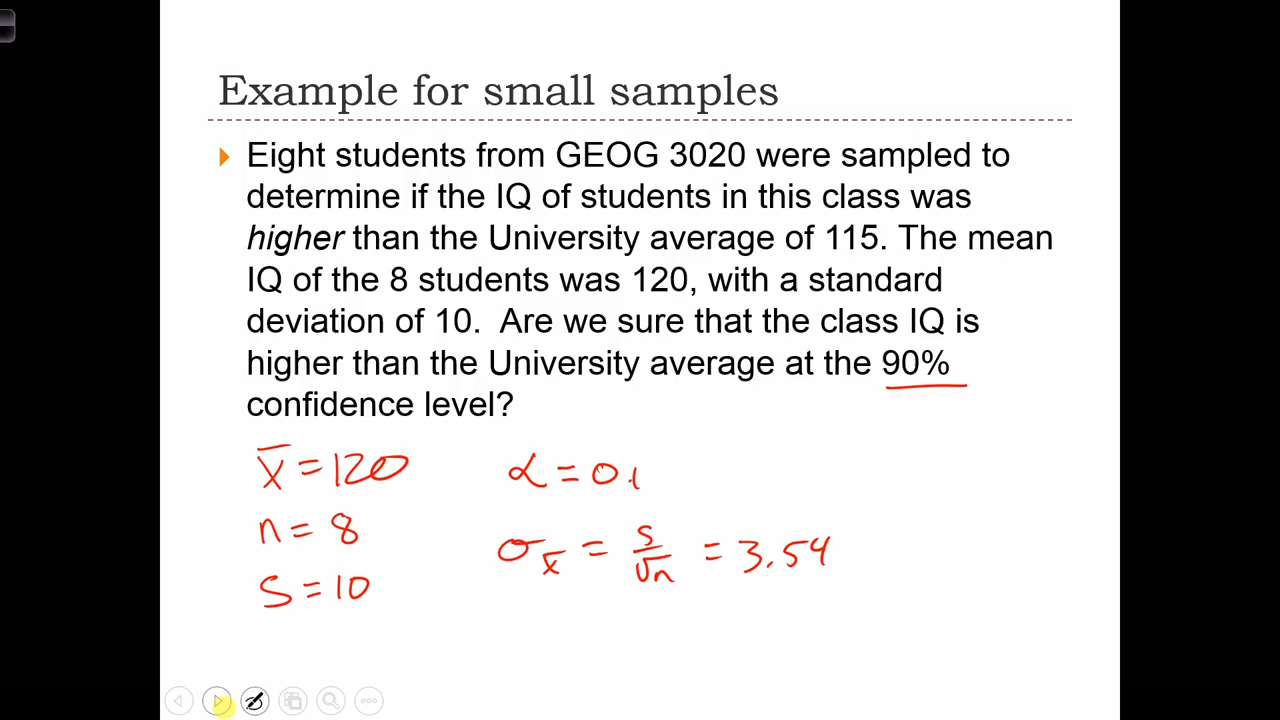 Example for small samples
Eight students from GEOG 3020 were sampled to
determine if the IQ of students in this class was
higher than the University average of 115. The mean
IQ of the 8 students was 120, with a standard
deviation of 10. Are we sure that the class IQ is
higher than the University average at the 90%
confidence level?
x̄ = 120
α = 0.1
n = 8
σx̄ = s/√n = 3.54
S = 10